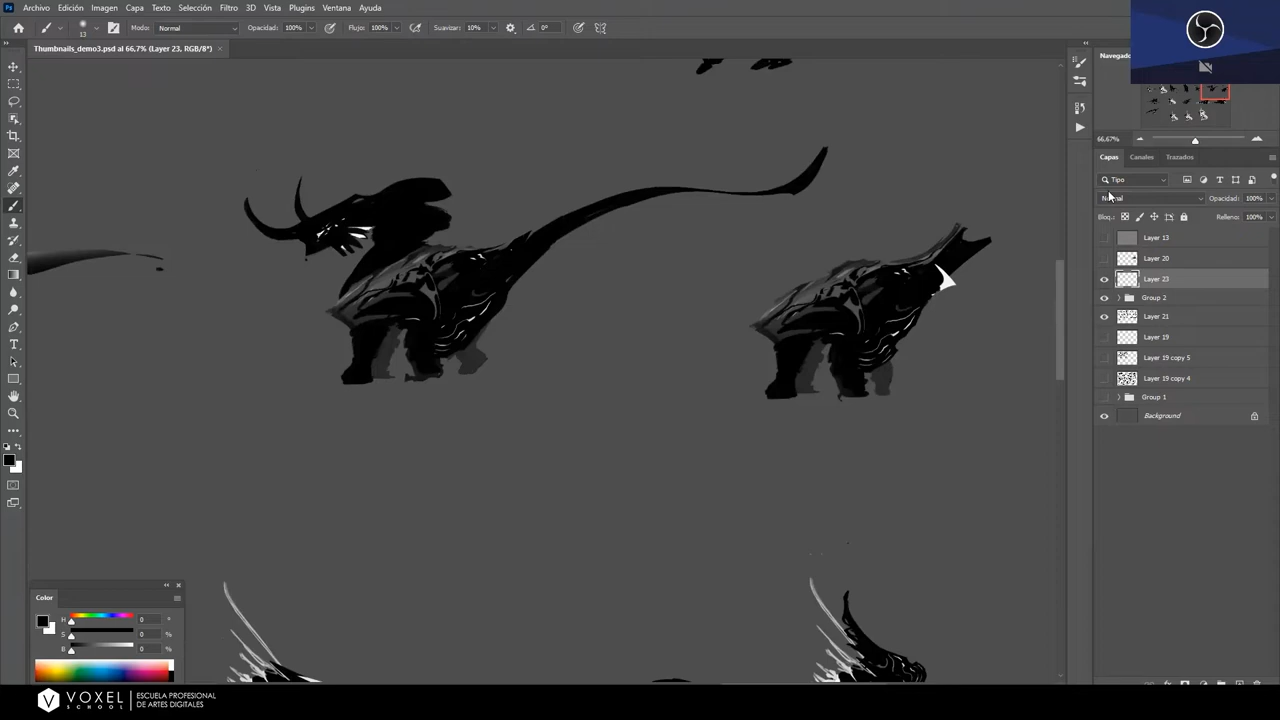 Archivo Edición Imagen Capa Texto Selección Filtro 3D Vista Plugins Ventana Ayuda
13 Modo: Normal Opacidad: 100% Flujo: 100% Suavizar: 10% 0°
Thumbnails_demo3.psd al 66,7% (Layer 23, RGB/8*) ×
Navegador
66,67%
Capas Canales Trazados
Tipo
Normal Opacidad: 100%
Bloq.: Relleno: 100%
Layer 13
Layer 20
Layer 23
Group 2
Layer 21
Layer 19
Layer 19 copy 5
Layer 19 copy 4
Group 1
Background
Color
H 0 °
S 0 %
B 0 %
VOXEL SCHOOL
ESCUELA PROFESIONAL
DE ARTES DIGITALES